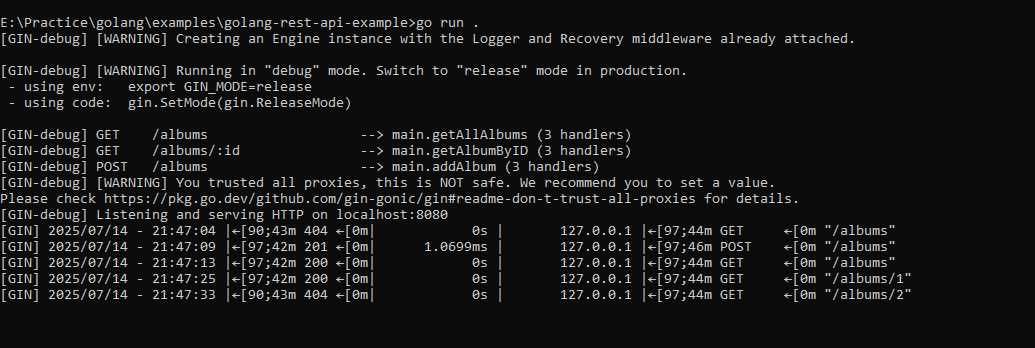 E:\Practice\golang\examples\golang-rest-api-example>go run .
[GIN-debug] [WARNING] Creating an Engine instance with the Logger and Recovery middleware already attached.
[GIN-debug] [WARNING] Running in "debug" mode. Switch to "release" mode in production.
- using env:   export GIN_MODE=release
- using code:  gin.SetMode(gin.ReleaseMode)
[GIN-debug] GET    /albums                   --> main.getAllAlbums (3 handlers)
[GIN-debug] GET    /albums/:id               --> main.getAlbumByID (3 handlers)
[GIN-debug] POST   /albums                   --> main.addAlbum (3 handlers)
[GIN-debug] [WARNING] You trusted all proxies, this is NOT safe. We recommend you to set a value.
Please check https://pkg.go.dev/github.com/gin-gonic/gin#readme-don-t-trust-all-proxies for details.
[GIN-debug] Listening and serving HTTP on localhost:8080
[GIN] 2025/07/14 - 21:47:04 |←[90;43m 404 ←[0m|            0s |       127.0.0.1 |←[97;44m GET     ←[0m "/albums"
[GIN] 2025/07/14 - 21:47:09 |←[97;42m 201 ←[0m|      1.0699ms |       127.0.0.1 |←[97;46m POST    ←[0m "/albums"
[GIN] 2025/07/14 - 21:47:13 |←[97;42m 200 ←[0m|            0s |       127.0.0.1 |←[97;44m GET     ←[0m "/albums"
[GIN] 2025/07/14 - 21:47:25 |←[97;42m 200 ←[0m|            0s |       127.0.0.1 |←[97;44m GET     ←[0m "/albums/1"
[GIN] 2025/07/14 - 21:47:33 |←[90;43m 404 ←[0m|            0s |       127.0.0.1 |←[97;44m GET     ←[0m "/albums/2"